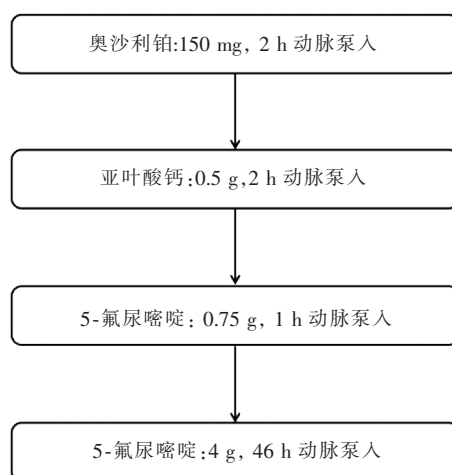 奥沙利铂:150 mg, 2 h 动脉泵入
亚叶酸钙:0.5 g,2 h 动脉泵入
5-氟尿嘧啶: 0.75 g, 1 h 动脉泵入
5-氟尿嘧啶:4 g, 46 h 动脉泵入